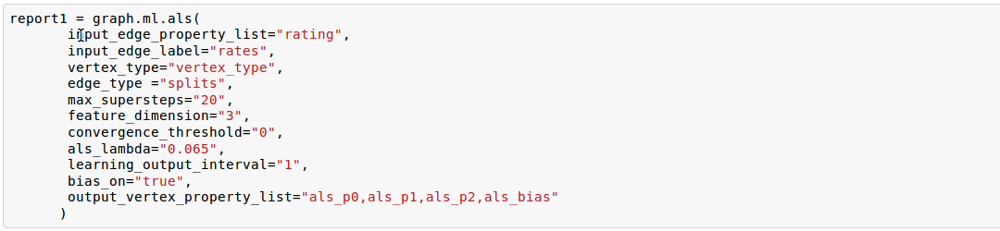 report1 = graph.ml.als(
input_edge_property_list="rating",
input_edge_label="rates",
vertex_type="vertex_type",
edge_type ="splits",
max_supersteps="20",
feature_dimension="3",
convergence_threshold="0",
als_lambda="0.065",
learning_output_interval="1",
bias_on="true",
output_vertex_property_list="als_p0,als_p1,als_p2,als_bias"
)